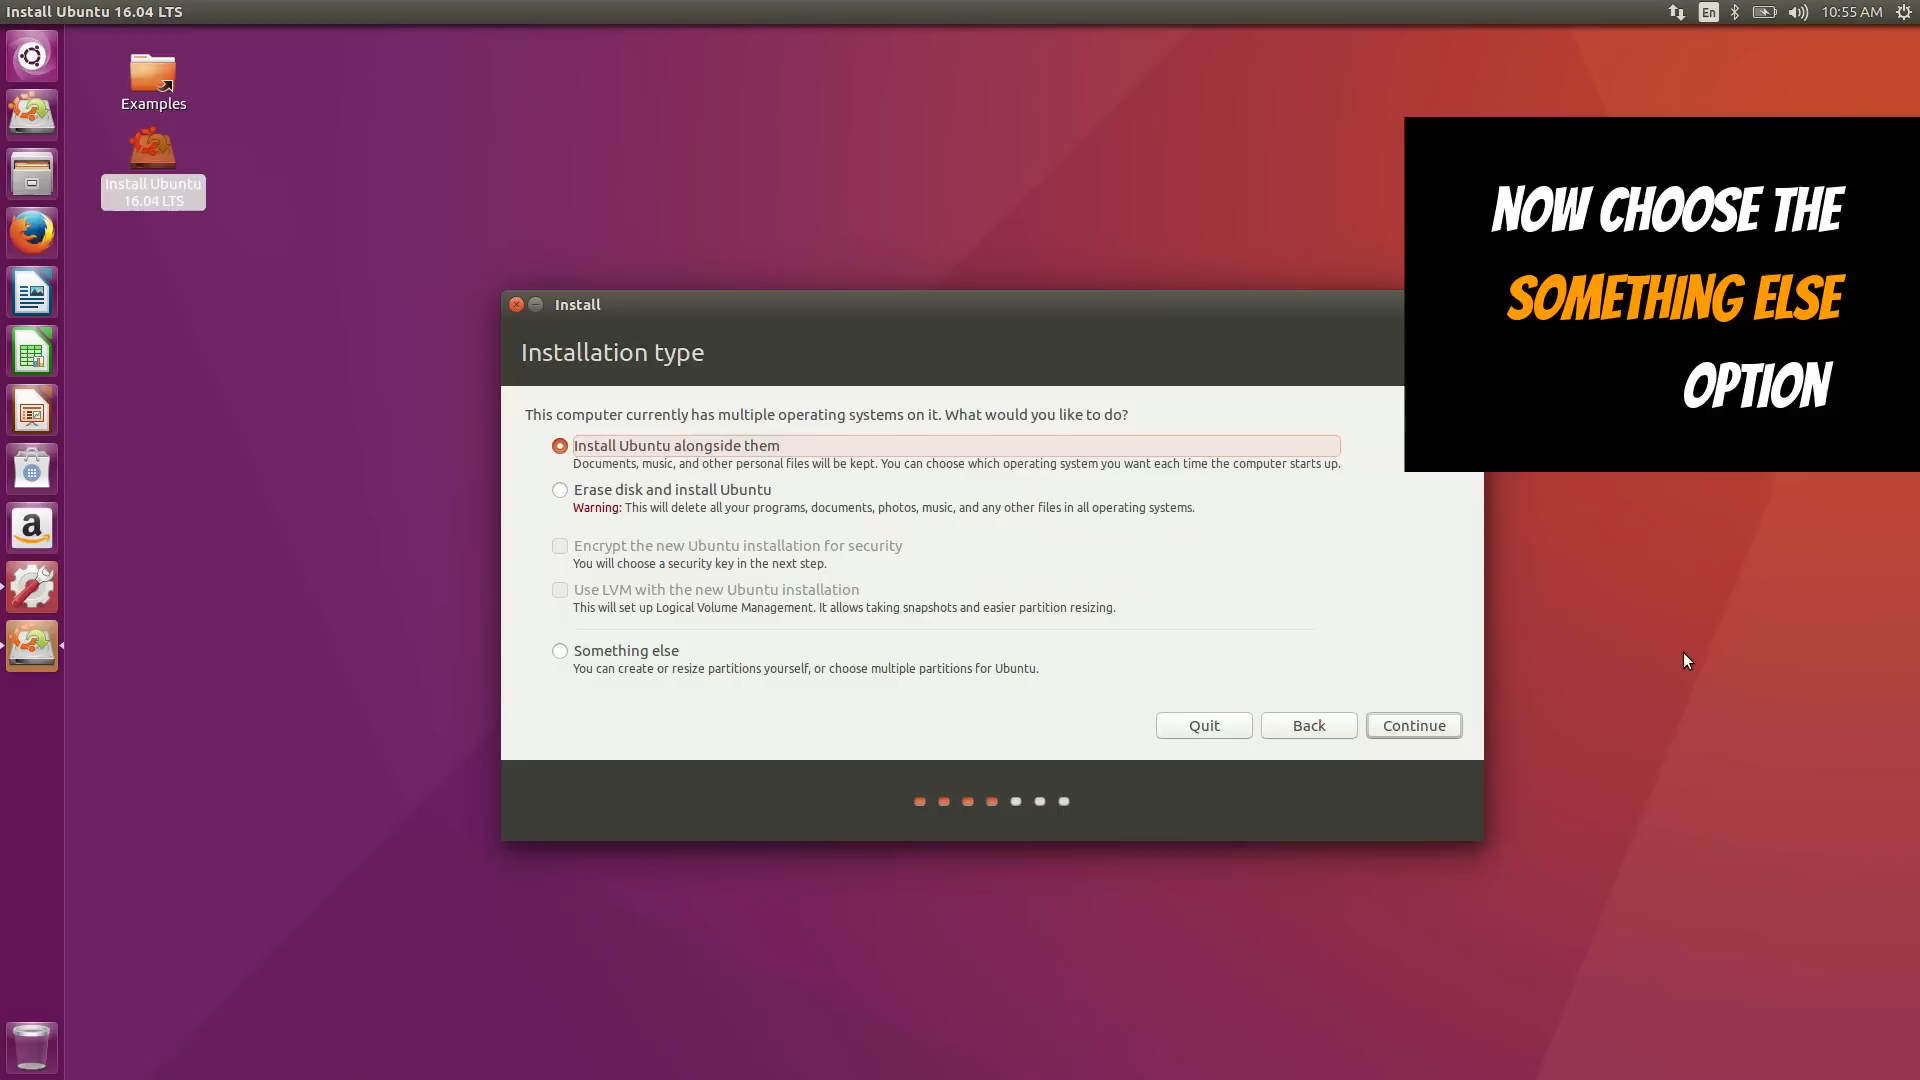 Install Ubuntu 16.04 LTS
En
10:55 AM
Examples
Install Ubuntu
16.04 LTS
NOW CHOOSE THE
SOMETHING ELSE
OPTION
Install
Installation type
This computer currently has multiple operating systems on it. What would you like to do?
Install Ubuntu alongside them
Documents, music, and other personal files will be kept. You can choose which operating system you want each time the computer starts up.
Erase disk and install Ubuntu
Warning: This will delete all your programs, documents, photos, music, and any other files in all operating systems.
Encrypt the new Ubuntu installation for security
You will choose a security key in the next step.
Use LVM with the new Ubuntu installation
This will set up Logical Volume Management. It allows taking snapshots and easier partition resizing.
Something else
You can create or resize partitions yourself, or choose multiple partitions for Ubuntu.
Quit
Back
Continue
a